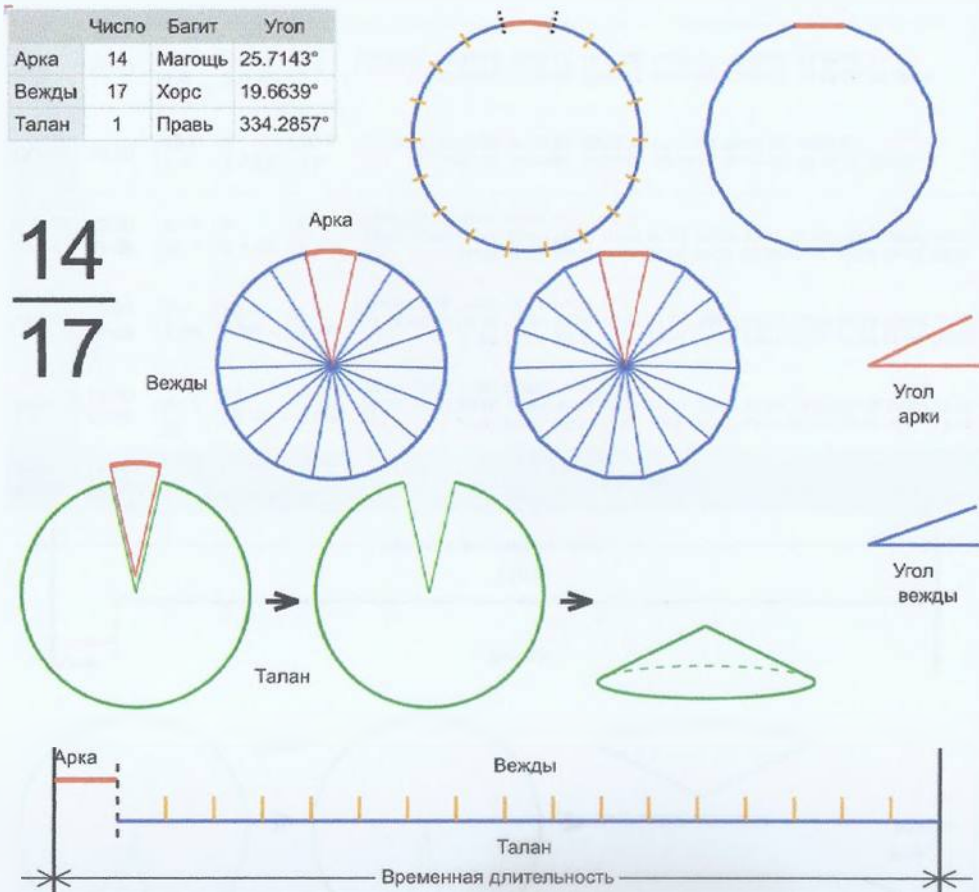 Число Багит Угол
Арка 14 Магощь 25.7143°
Вежды 17 Хорс 19.6639°
Талан 1 Правь 334.2857°
14
17
Арка
Вежды
Угол
арки
Угол
вежды
Талан
Арка
Вежды
Талан
Временная длительность